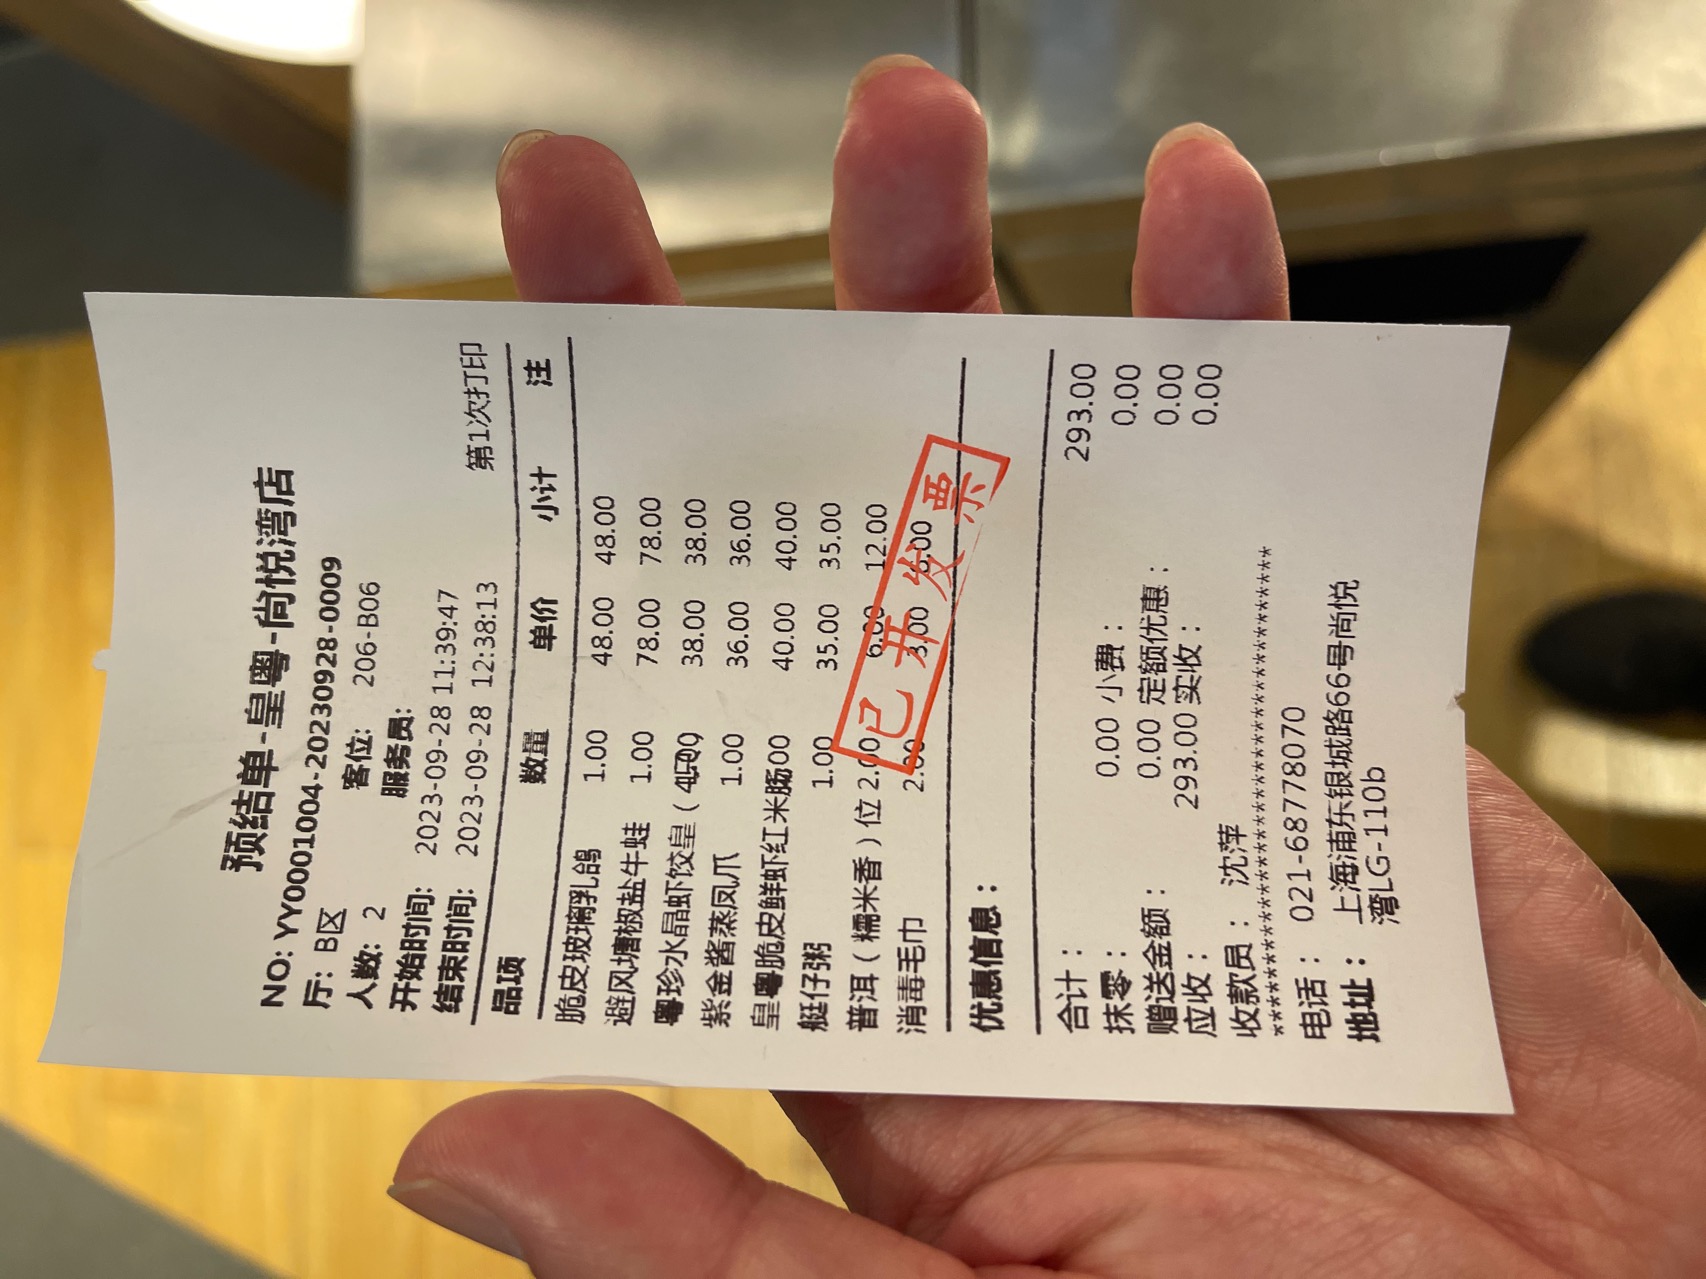 预结单-皇粤-尚悦湾店
NO: YY0001004-20230928-0009
厅: B区 客位: 206-B06
人数: 2 服务员:
开始时间: 2023-09-28 11:39:47
结束时间: 2023-09-28 12:38:13 第1次打印
品项 数量 单价 小计 注
脆皮玻璃乳鸽 1.00 48.00 48.00
避风塘椒盐牛蛙 1.00 78.00 78.00
粤珍水晶虾饺皇 ( 38.00 38.00
紫金酱蒸凤爪 1.00 36.00 36.00
皇粤脆皮鲜虾红米肠 40.00 40.00
艇仔粥 1.00 35.00 35.00
普洱 ( 糯米香 ) 位 2.00 6.00 12.00
消毒毛巾 2.00 3.00 6.00
已开发票
优惠信息 :
合计 : 293.00
抹零 : 0.00 小费 : 0.00
赠送金额 : 0.00 定额优惠 : 0.00
应收 : 293.00 实收 : 0.00
收款员 : 沈萍
电话 : 021-68778070
地址 : 上海浦东银城路66号尚悦
湾LG-110b